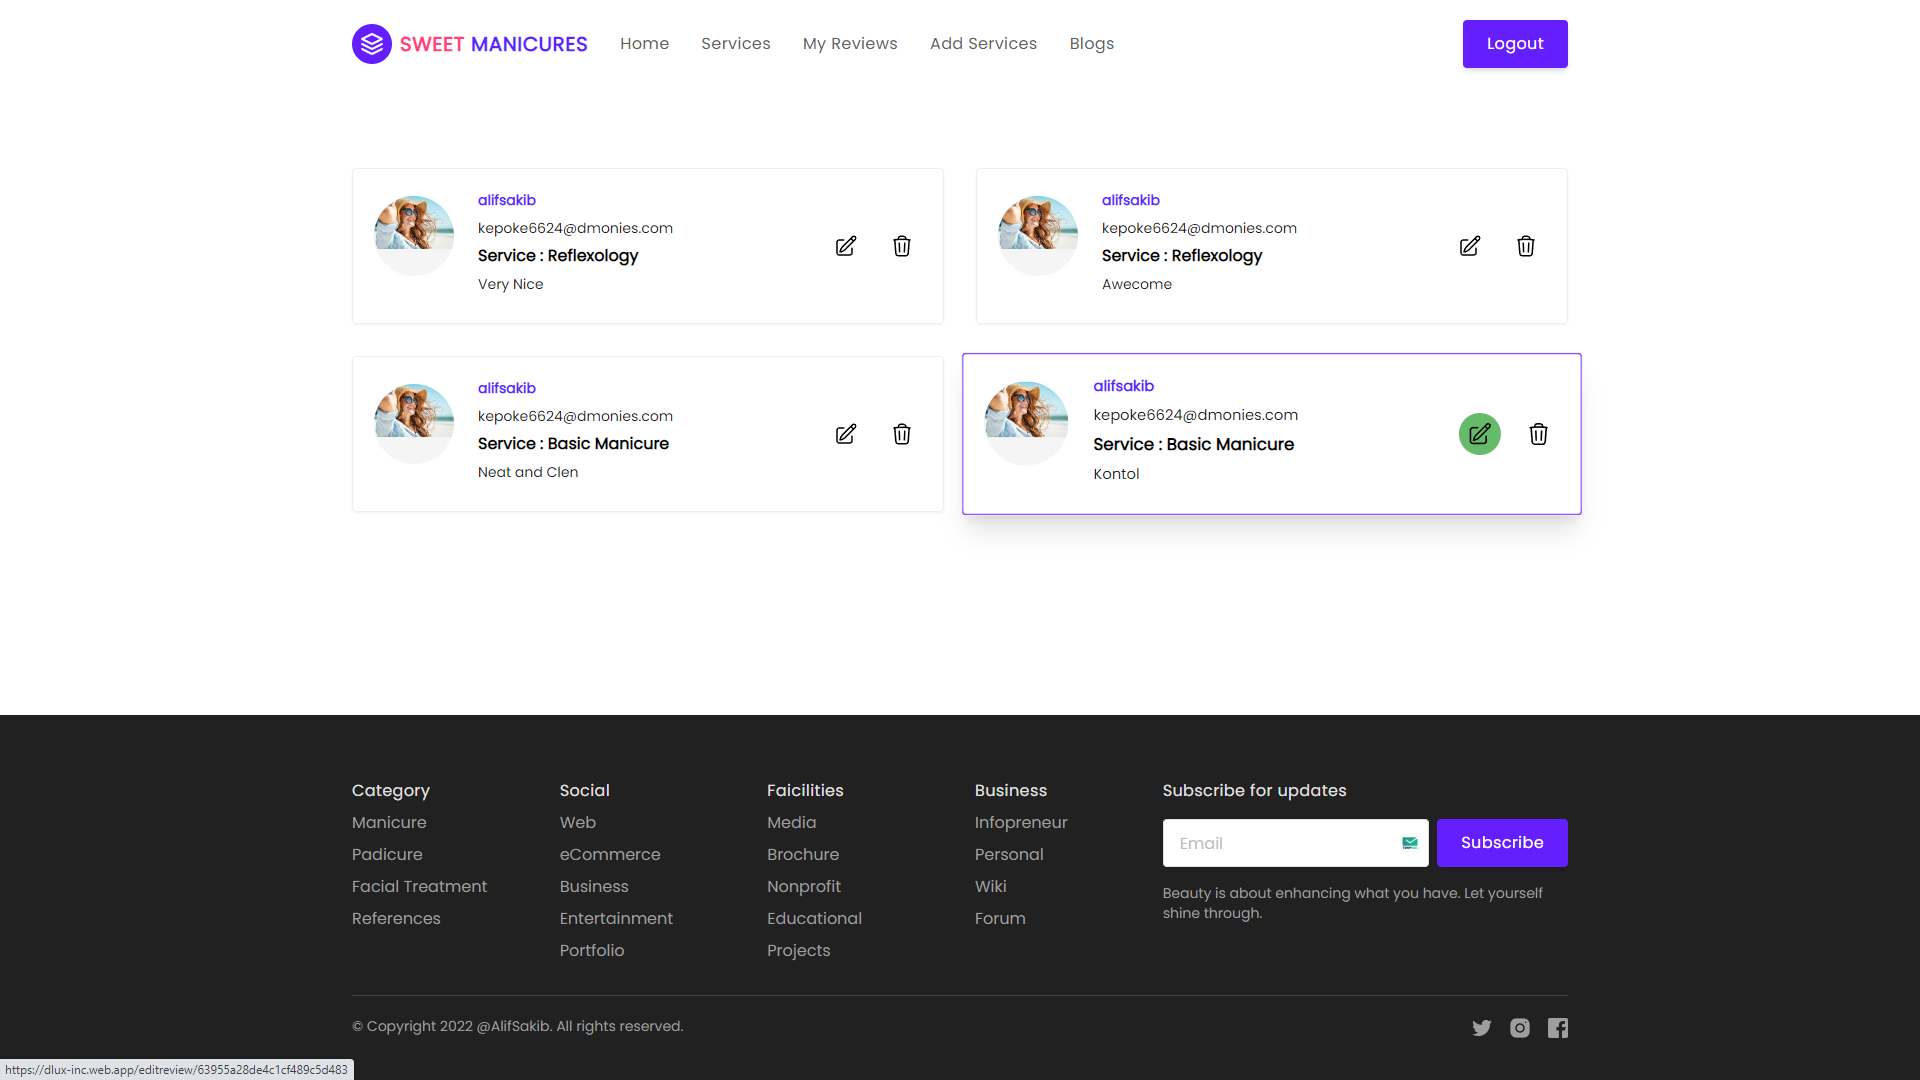 SWEET MANICURES
Home
Services
My Reviews
Add Services
Blogs
Logout
alifsakib
kepoke6624@dmonies.com
Service : Reflexology
Very Nice
alifsakib
kepoke6624@dmonies.com
Service : Reflexology
Awecome
alifsakib
kepoke6624@dmonies.com
Service : Basic Manicure
Neat and Clen
alifsakib
kepoke6624@dmonies.com
Service : Basic Manicure
Kontol
Category
Manicure
Padicure
Facial Treatment
References
Social
Web
eCommerce
Business
Entertainment
Portfolio
Faicilities
Media
Brochure
Nonprofit
Educational
Projects
Business
Infopreneur
Personal
Wiki
Forum
Subscribe for updates
Email
Subscribe
Beauty is about enhancing what you have. Let yourself
shine through.
© Copyright 2022 @AlifSakib. All rights reserved.
https://dlux-inc.web.app/editreview/63955a28de4c1cf489c5d483